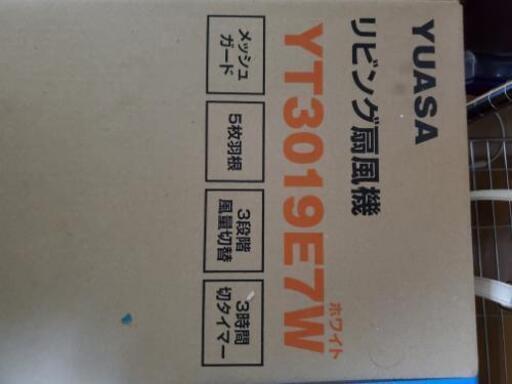 YUASA
リビング扇風機
ホワイト
YT3019E7W
メッシュ
ガード
5枚羽根
3段階
風量切替
3時間
切タイマー